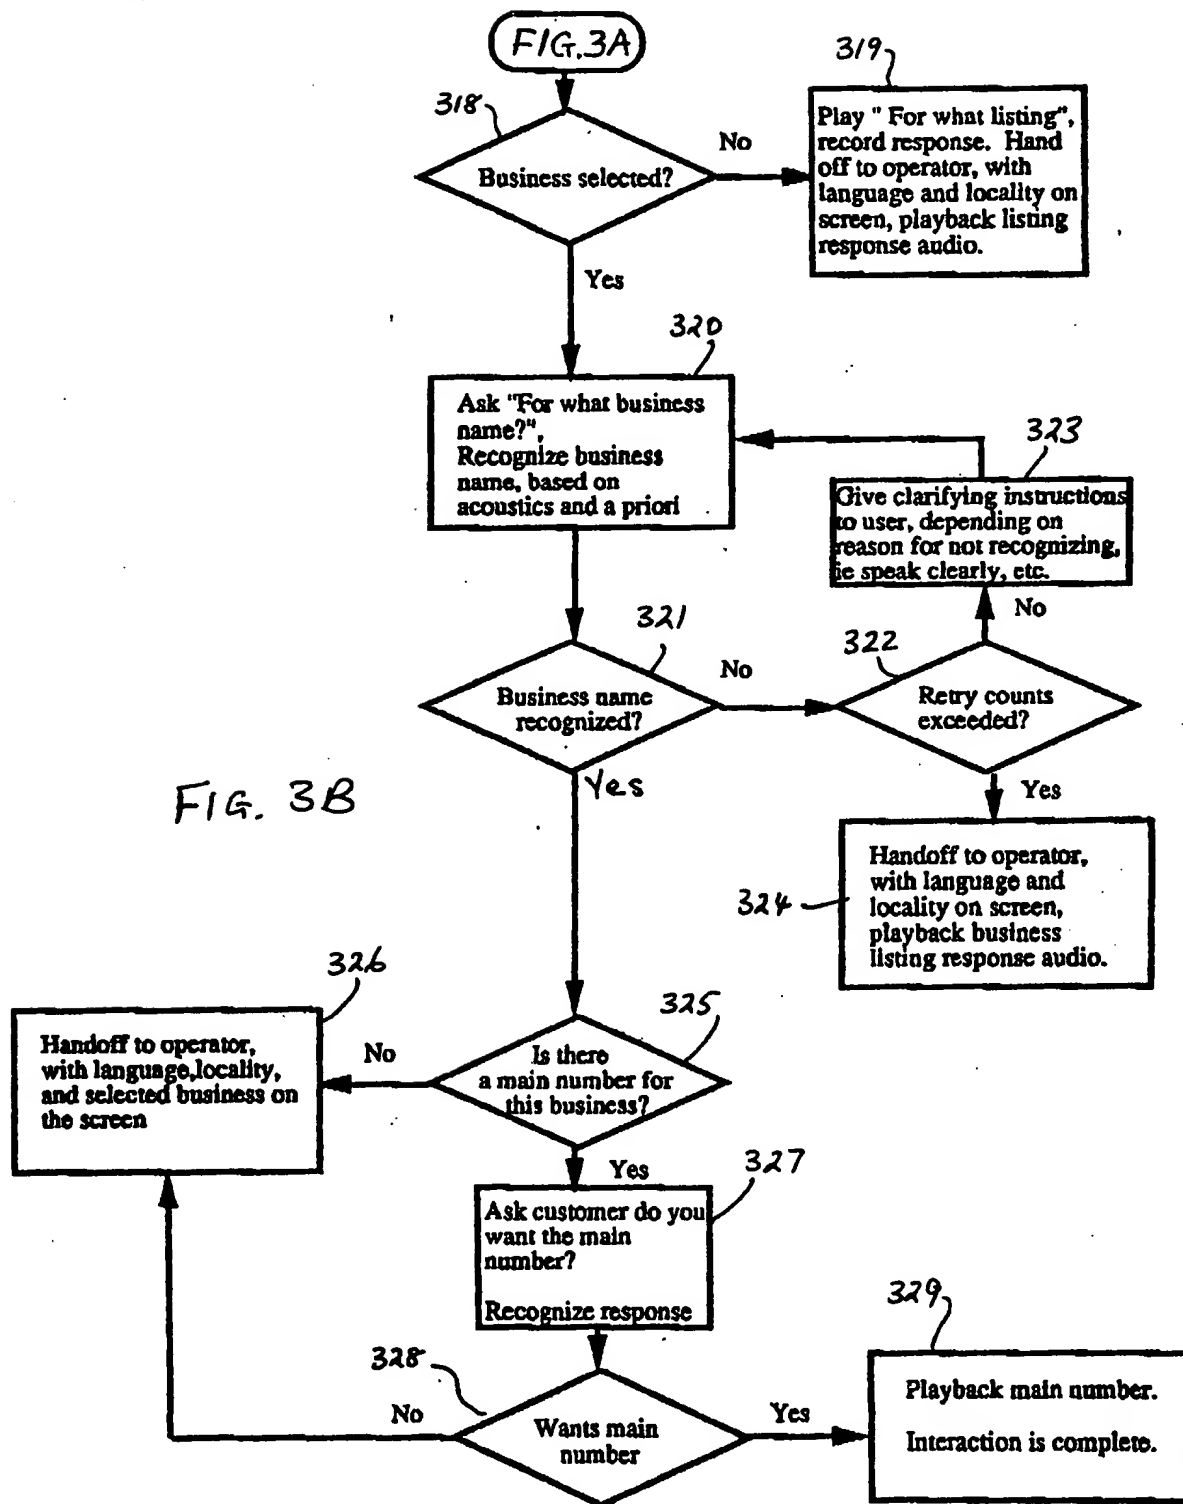 FIG.3A
318
Business selected?
No
319
Play " For what listing",
record response. Hand
off to operator, with
language and locality on
screen, playback listing
response audio.
Yes
320
Ask "For what business
name?",
Recognize business
name, based on
acoustics and a priori
323
Give clarifying instructions
to user, depending on
reason for not recognizing,
ie speak clearly, etc.
No
321
Business name
recognized?
No
322
Retry counts
exceeded?
Yes
FIG. 3B
Yes
324
Handoff to operator,
with language and
locality on screen,
playback business
listing response audio.
326
Handoff to operator,
with language,locality,
and selected business on
the screen
No
325
Is there
a main number for
this business?
Yes
327
Ask customer do you
want the main
number?
Recognize response
328
No
Wants main
number
Yes
329
Playback main number.
Interaction is complete.